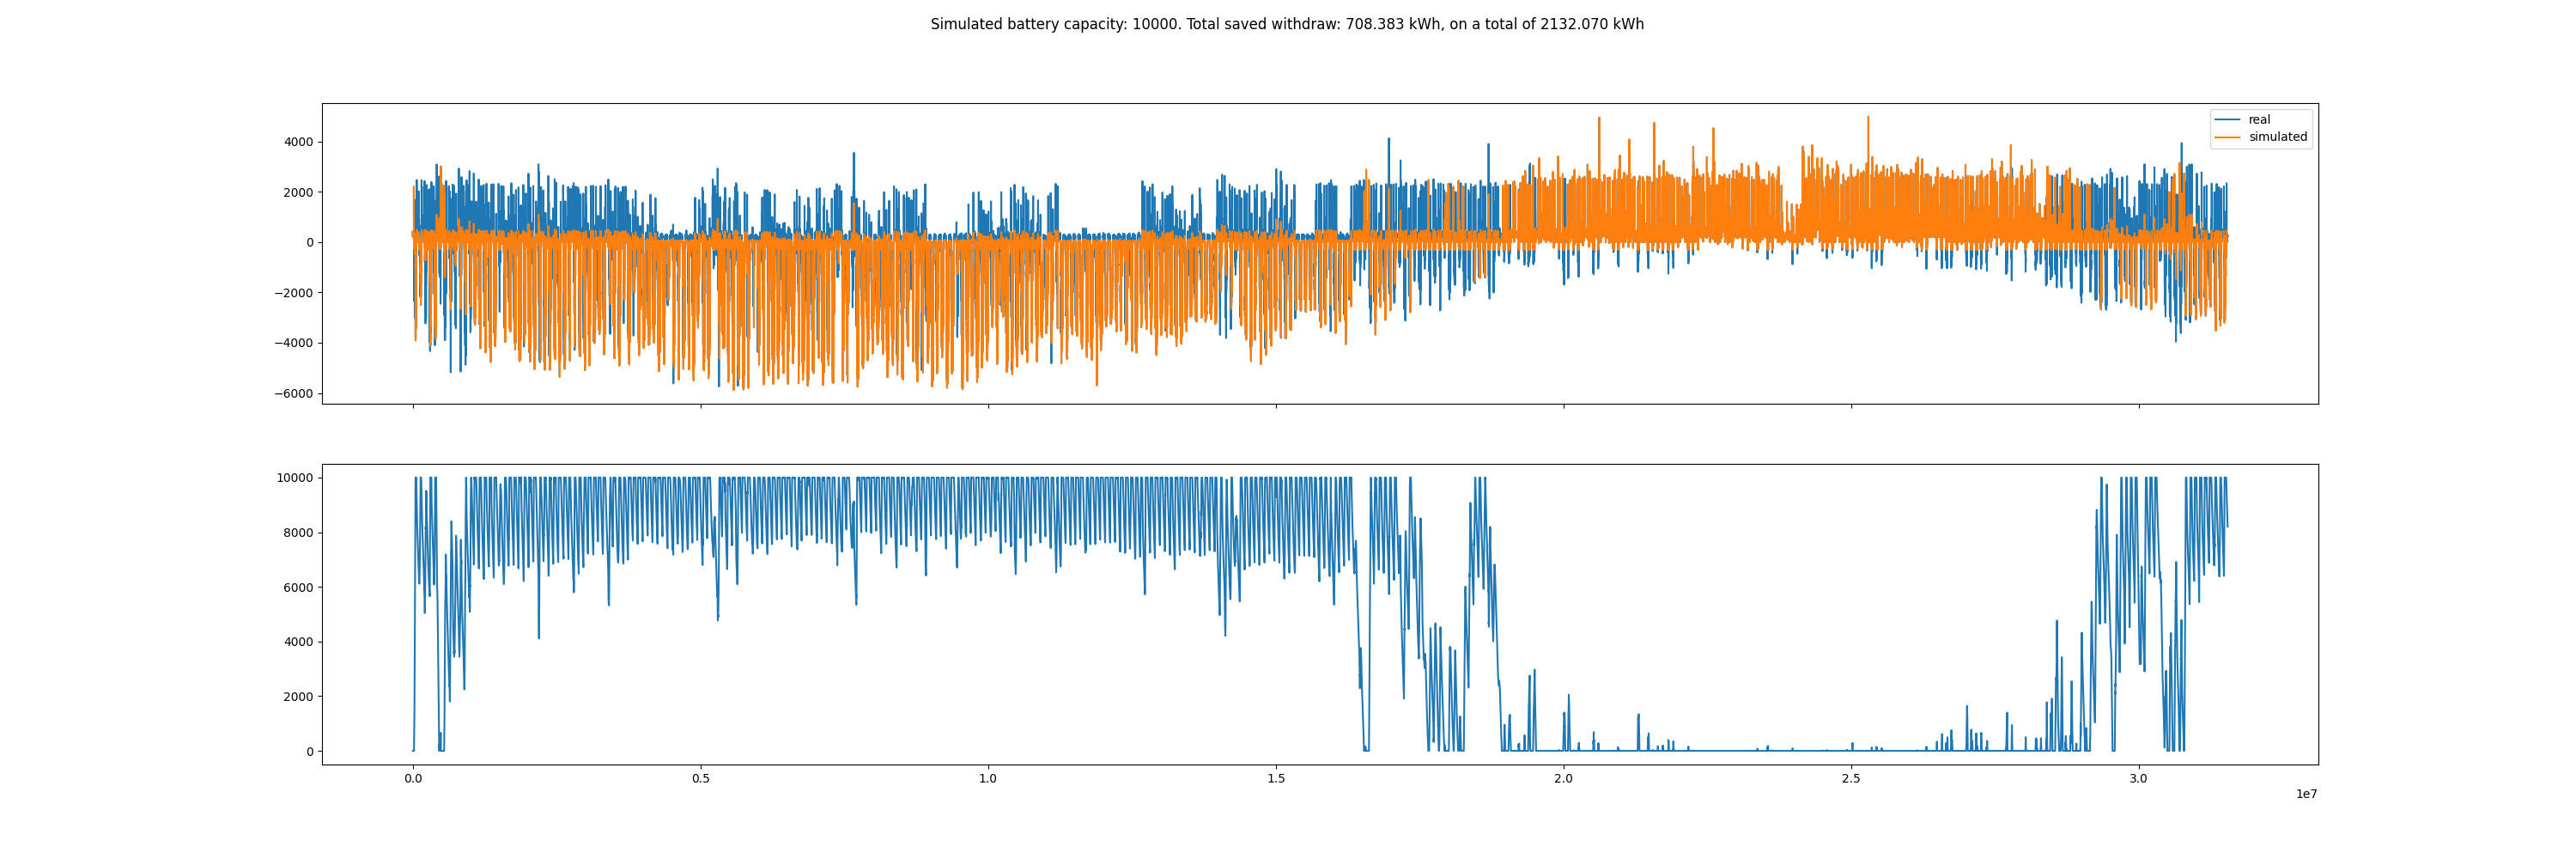 Simulated battery capacity: 10000. Total saved withdraw: 708.383 kWh, on a total of 2132.070 kWh
real
simulated
4000
2000
0
−2000
−4000
−6000
10000
8000
6000
4000
2000
0
0.0 0.5 1.0 1.5 2.0 2.5 3.0
1e7